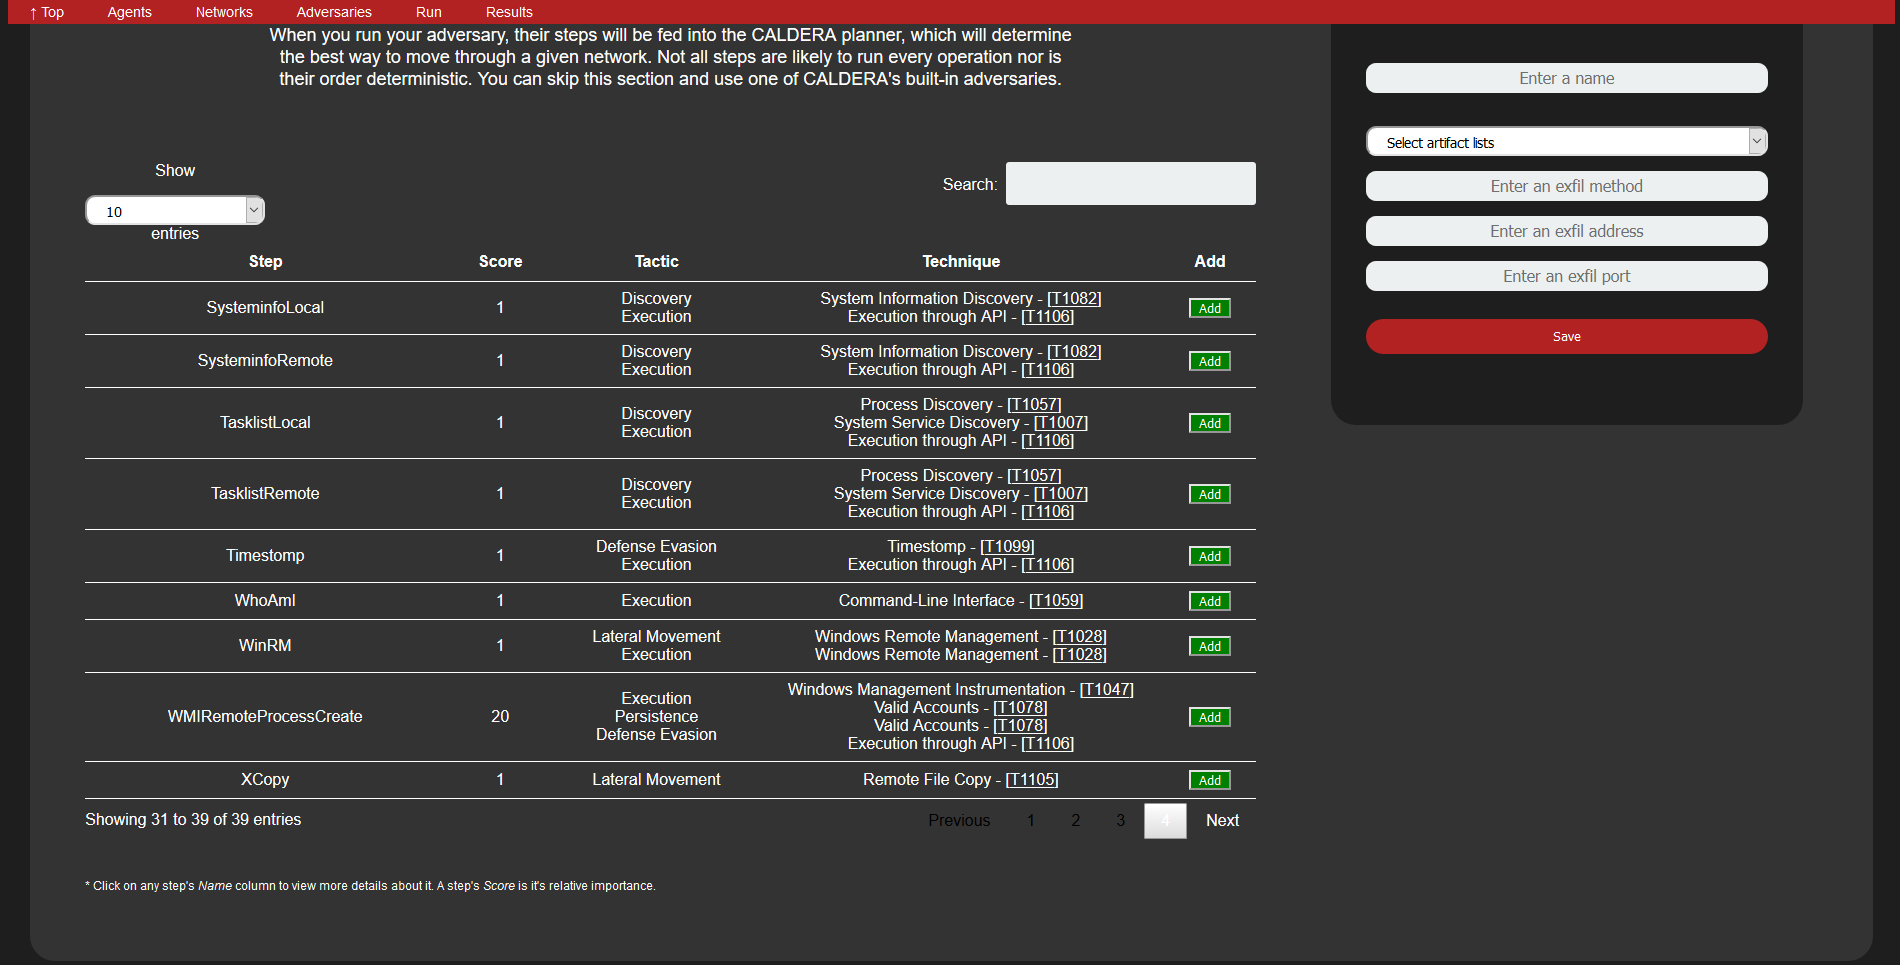 ↑ Top Agents Networks Adversaries Run Results
When you run your adversary, their steps will be fed into the CALDERA planner, which will determine
the best way to move through a given network. Not all steps are likely to run every operation nor is
their order deterministic. You can skip this section and use one of CALDERA's built-in adversaries.
Show
10
entries
Search:
Step Score Tactic Technique Add
SysteminfoLocal 1 Discovery
Execution System Information Discovery - [T1082]
Execution through API - [T1106] Add
SysteminfoRemote 1 Discovery
Execution System Information Discovery - [T1082]
Execution through API - [T1106] Add
TasklistLocal 1 Discovery
Execution Process Discovery - [T1057]
System Service Discovery - [T1007]
Execution through API - [T1106] Add
TasklistRemote 1 Discovery
Execution Process Discovery - [T1057]
System Service Discovery - [T1007]
Execution through API - [T1106] Add
Timestomp 1 Defense Evasion
Execution Timestomp - [T1099]
Execution through API - [T1106] Add
WhoAmI 1 Execution Command-Line Interface - [T1059] Add
WinRM 1 Lateral Movement
Execution Windows Remote Management - [T1028]
Windows Remote Management - [T1028] Add
WMIRemoteProcessCreate 20 Execution
Persistence
Defense Evasion Windows Management Instrumentation - [T1047]
Valid Accounts - [T1078]
Valid Accounts - [T1078]
Execution through API - [T1106] Add
XCopy 1 Lateral Movement Remote File Copy - [T1105] Add
Showing 31 to 39 of 39 entries
Previous 1 2 3 4 Next
* Click on any step's Name column to view more details about it. A step's Score is it's relative importance.
Enter a name
Select artifact lists
Enter an exfil method
Enter an exfil address
Enter an exfil port
Save